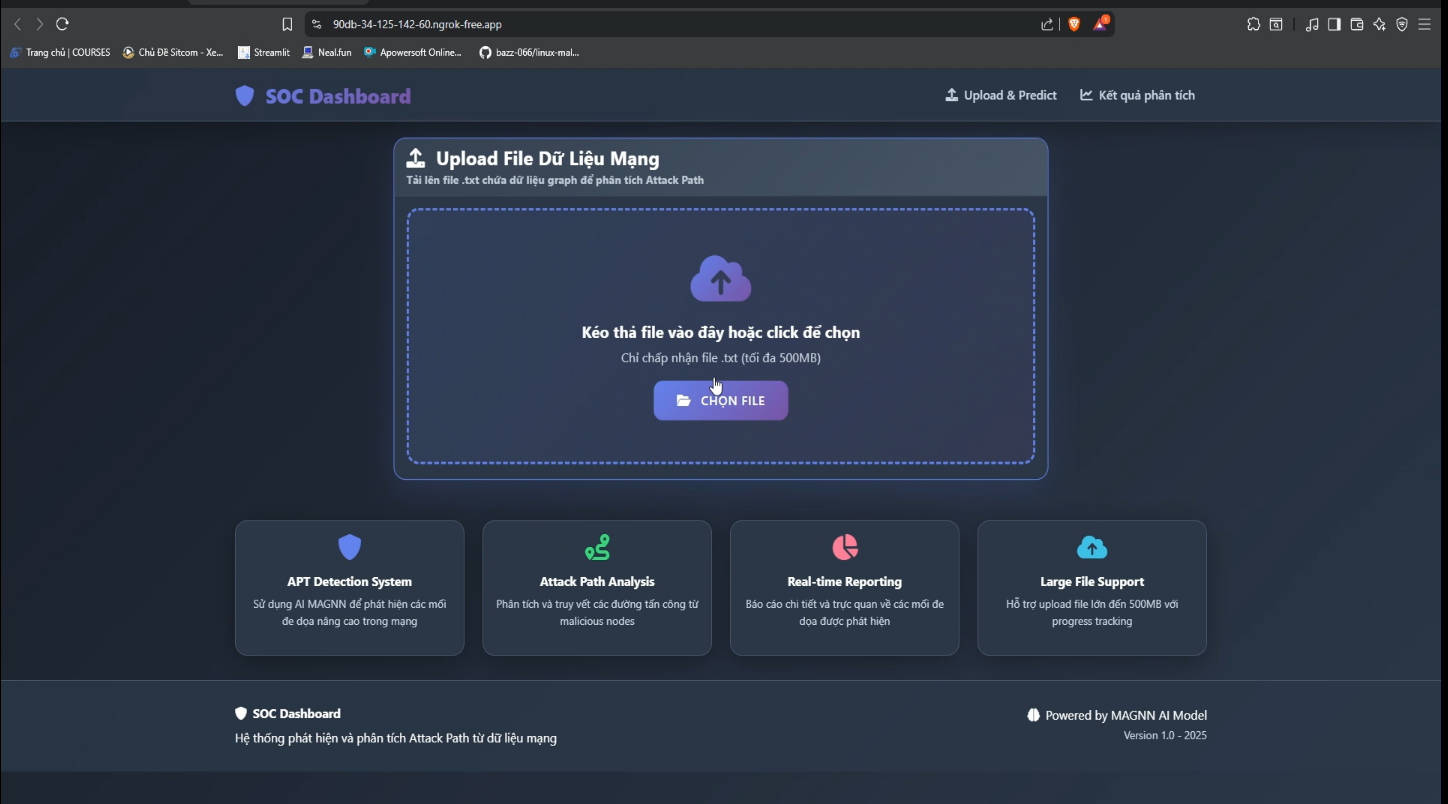 90db-34-125-142-60.ngrok-free.app
Trang chủ | COURSES
Chủ Đề Sitcom - Xe...
Streamlit
Neal.fun
Apowersoft Online...
bazz-066/linux-mal...
SOC Dashboard
Upload & Predict
Kết quả phân tích
Upload File Dữ Liệu Mạng
Tải lên file .txt chứa dữ liệu graph để phân tích Attack Path
Kéo thả file vào đây hoặc click để chọn
Chỉ chấp nhận file .txt (tối đa 500MB)
CHỌN FILE
APT Detection System
Sử dụng AI MAGNN để phát hiện các mối
đe dọa nâng cao trong mạng
Attack Path Analysis
Phân tích và truy vết các đường tấn công từ
malicious nodes
Real-time Reporting
Báo cáo chi tiết và trực quan về các mối đe
dọa được phát hiện
Large File Support
Hỗ trợ upload file lớn đến 500MB với
progress tracking
SOC Dashboard
Hệ thống phát hiện và phân tích Attack Path từ dữ liệu mạng
Powered by MAGNN AI Model
Version 1.0 - 2025